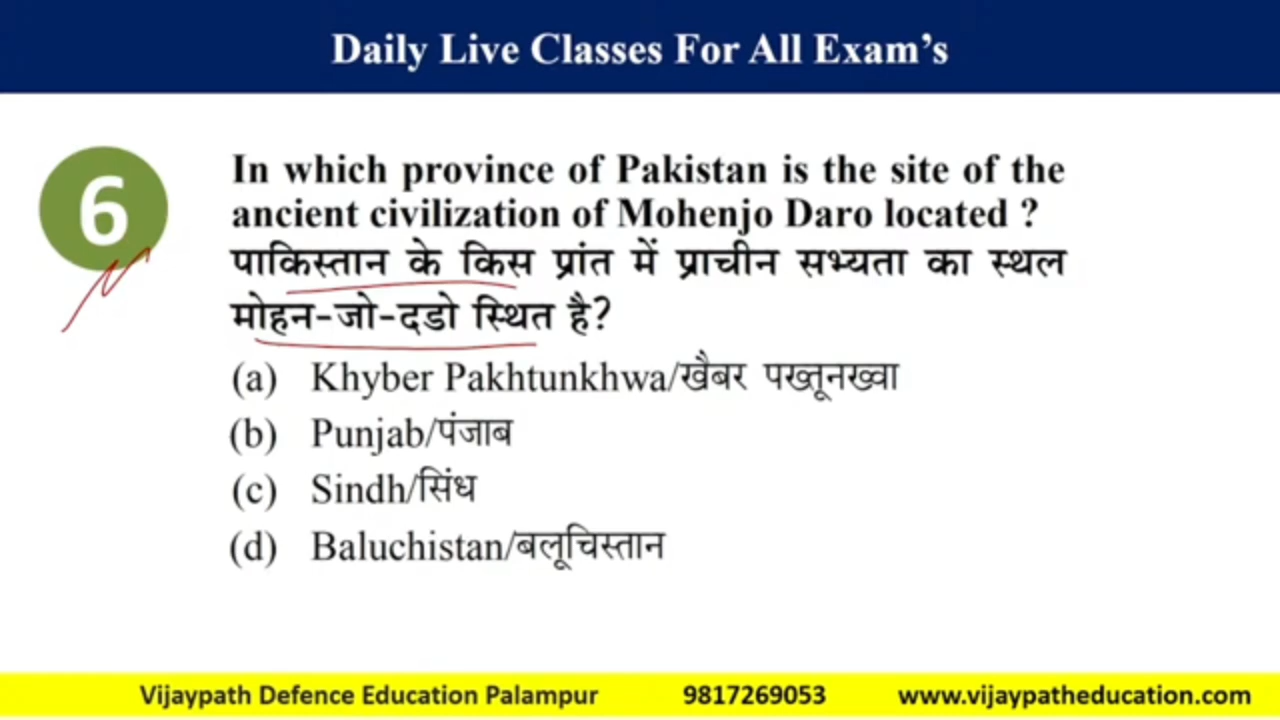 Daily Live Classes For All Exam’s
6
In which province of Pakistan is the site of the
ancient civilization of Mohenjo Daro located ?
पाकिस्तान के किस प्रांत में प्राचीन सभ्यता का स्थल
मोहन-जो-दडो स्थित है?
(a) Khyber Pakhtunkhwa/खैबर पख्तूनख्वा
(b) Punjab/पंजाब
(c) Sindh/सिंध
(d) Baluchistan/बलूचिस्तान
Vijaypath Defence Education Palampur 9817269053 www.vijaypatheducation.com